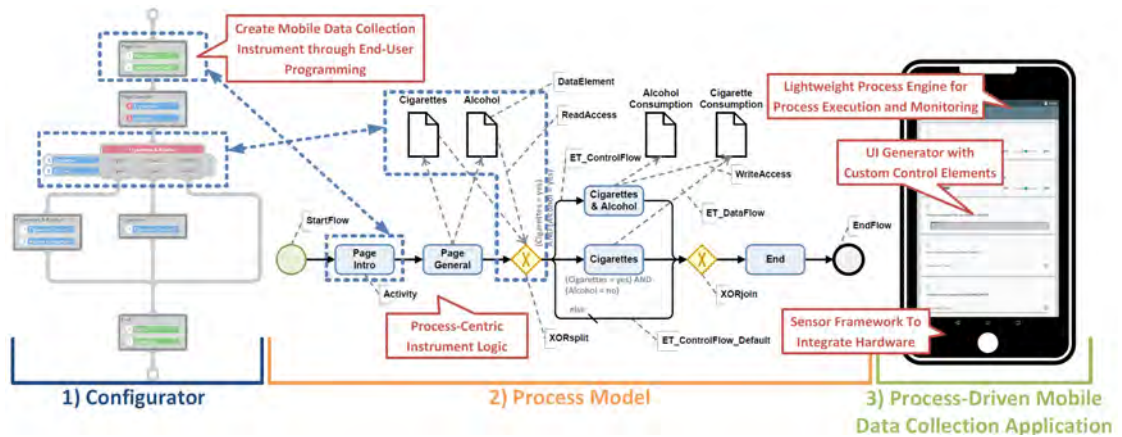 Create Mobile Data Collection
Instrument through End-User
Programming
DataElement
Cigarettes
Alcohol
ReadAccess
Alcohol
Consumption
Cigarette
Consumption
ET_ControlFlow
WriteAccess
ET_DataFlow
Cigarettes
& Alcohol
StartFlow
Page
Intro
Page
General
X
Cigarettes
X
End
EndFlow
(Cigarettes = yes) AND
(Alcohol = no)
else
Activity
XORjoin
Process-Centric
Instrument Logic
XORsplit
ET_ControlFlow_Default
Lightweight Process Engine for
Process Execution and Monitoring
UI Generator with
Custom Control Elements
Sensor Framework To
Integrate Hardware
1) Configurator
2) Process Model
3) Process-Driven Mobile
Data Collection Application